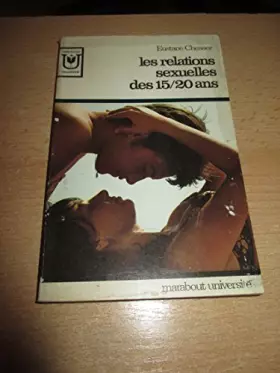 Eustace Chesser
les relations
sexuelles
des 15/20 ans
marabout université